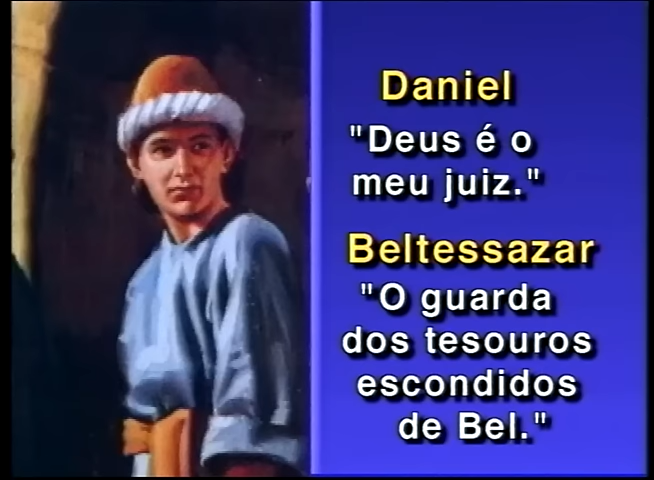 Daniel
"Deus é o
meu juiz."
Beltessazar
"O guarda
dos tesouros
escondidos
de Bel."